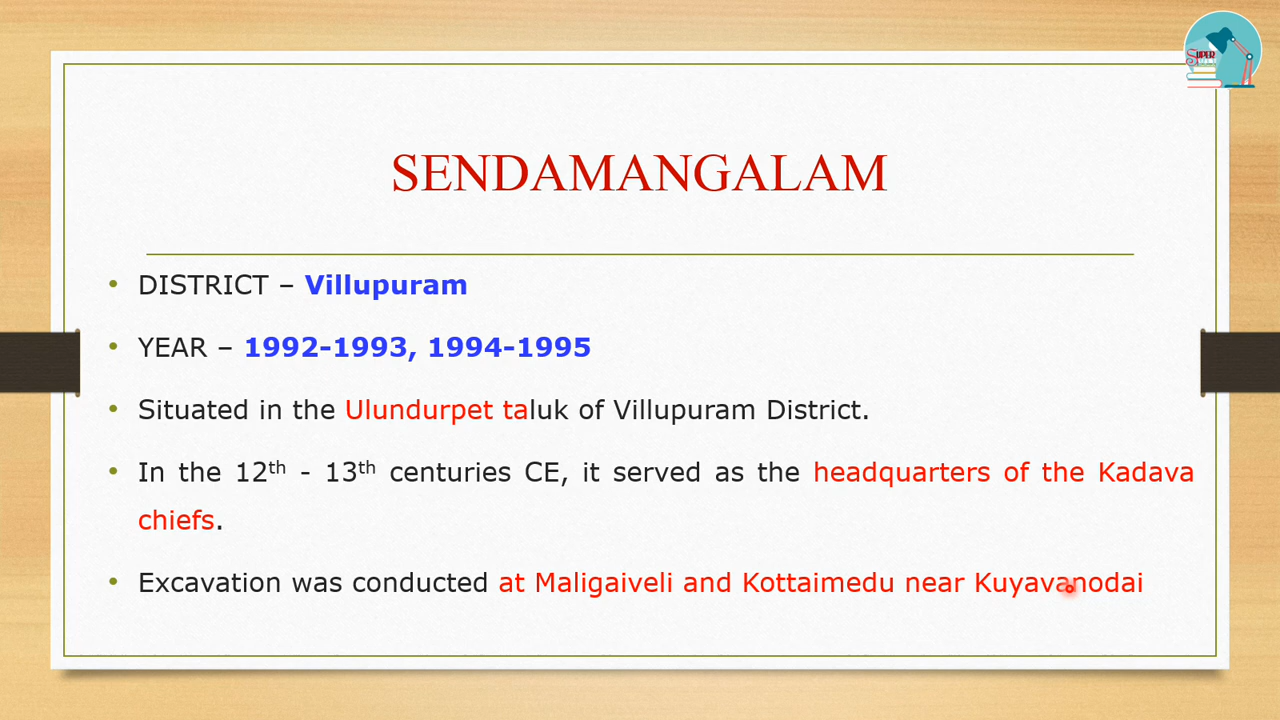 SUPER
SENDAMANGALAM
• DISTRICT – Villupuram
• YEAR – 1992-1993, 1994-1995
• Situated in the Ulundurpet taluk of Villupuram District.
• In the 12th - 13th centuries CE, it served as the headquarters of the Kadava
chiefs.
• Excavation was conducted at Maligaiveli and Kottaimedu near Kuyavanodai